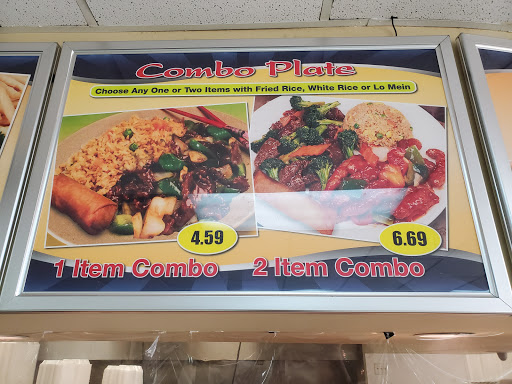 Combo Plate
Choose Any One or Two Items with Fried Rice, White Rice or Lo Mein
4.59
6.69
1 Item Combo
2 Item Combo